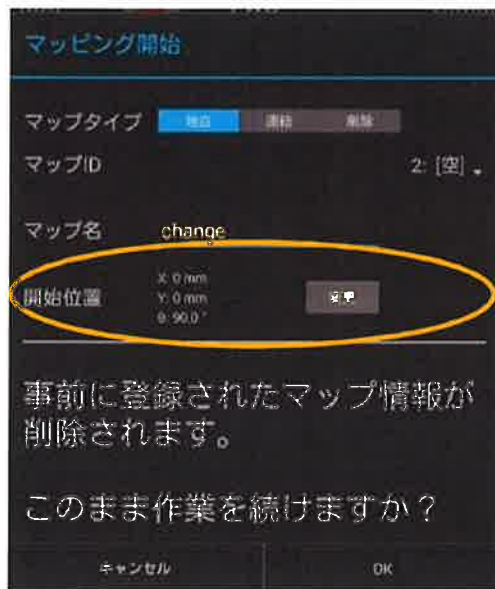 マッピング開始
マップタイプ 独自 連結 削除
マップID 2: [空]
マップ名 change
開始位置 X: 0 mm
Y: 0 mm
θ: 90.0 °
変更
事前に登録されたマップ情報が
削除されます。
このまま作業を続けますか？
キャンセル OK